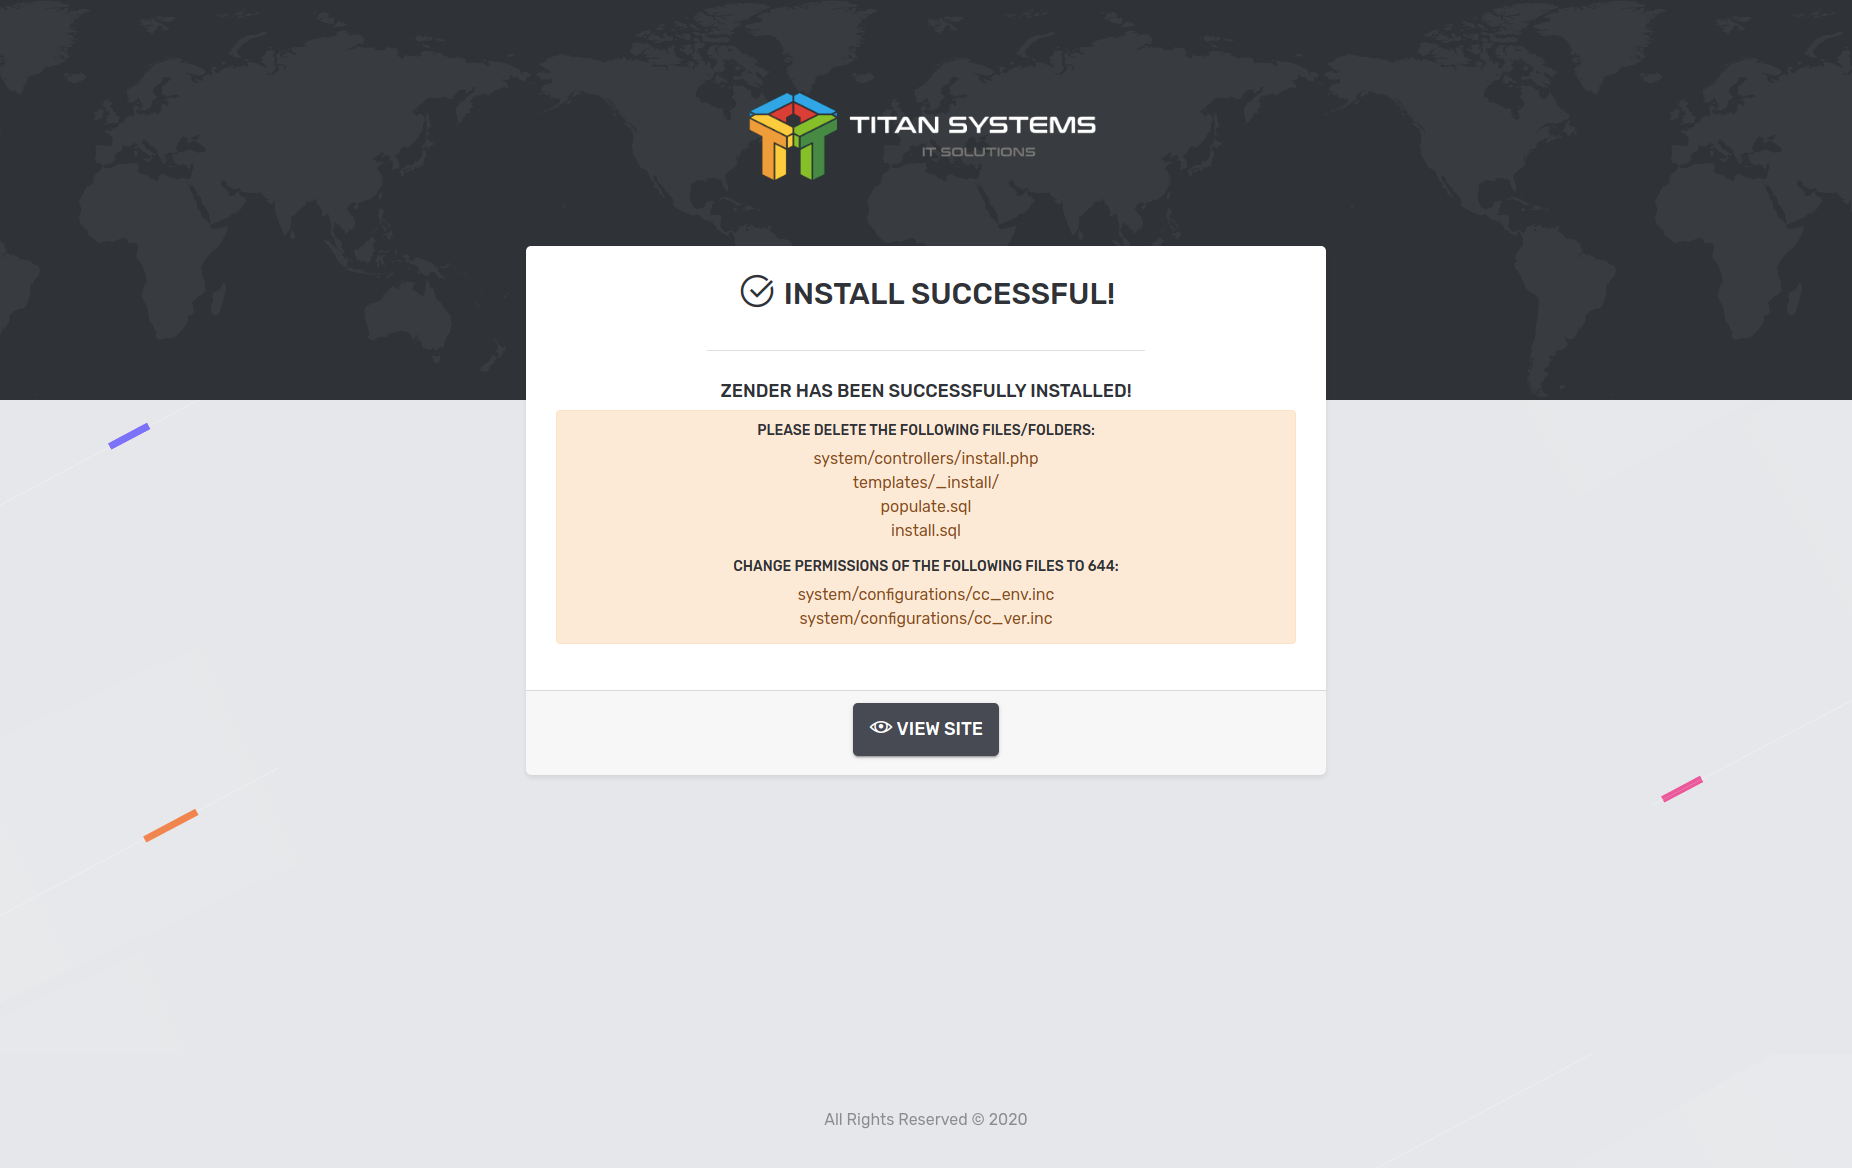 TITAN SYSTEMS
IT SOLUTIONS
INSTALL SUCCESSFUL!
ZENDER HAS BEEN SUCCESSFULLY INSTALLED!
PLEASE DELETE THE FOLLOWING FILES/FOLDERS:
system/controllers/install.php
templates/_install/
populate.sql
install.sql
CHANGE PERMISSIONS OF THE FOLLOWING FILES TO 644:
system/configurations/cc_env.inc
system/configurations/cc_ver.inc
VIEW SITE
All Rights Reserved © 2020